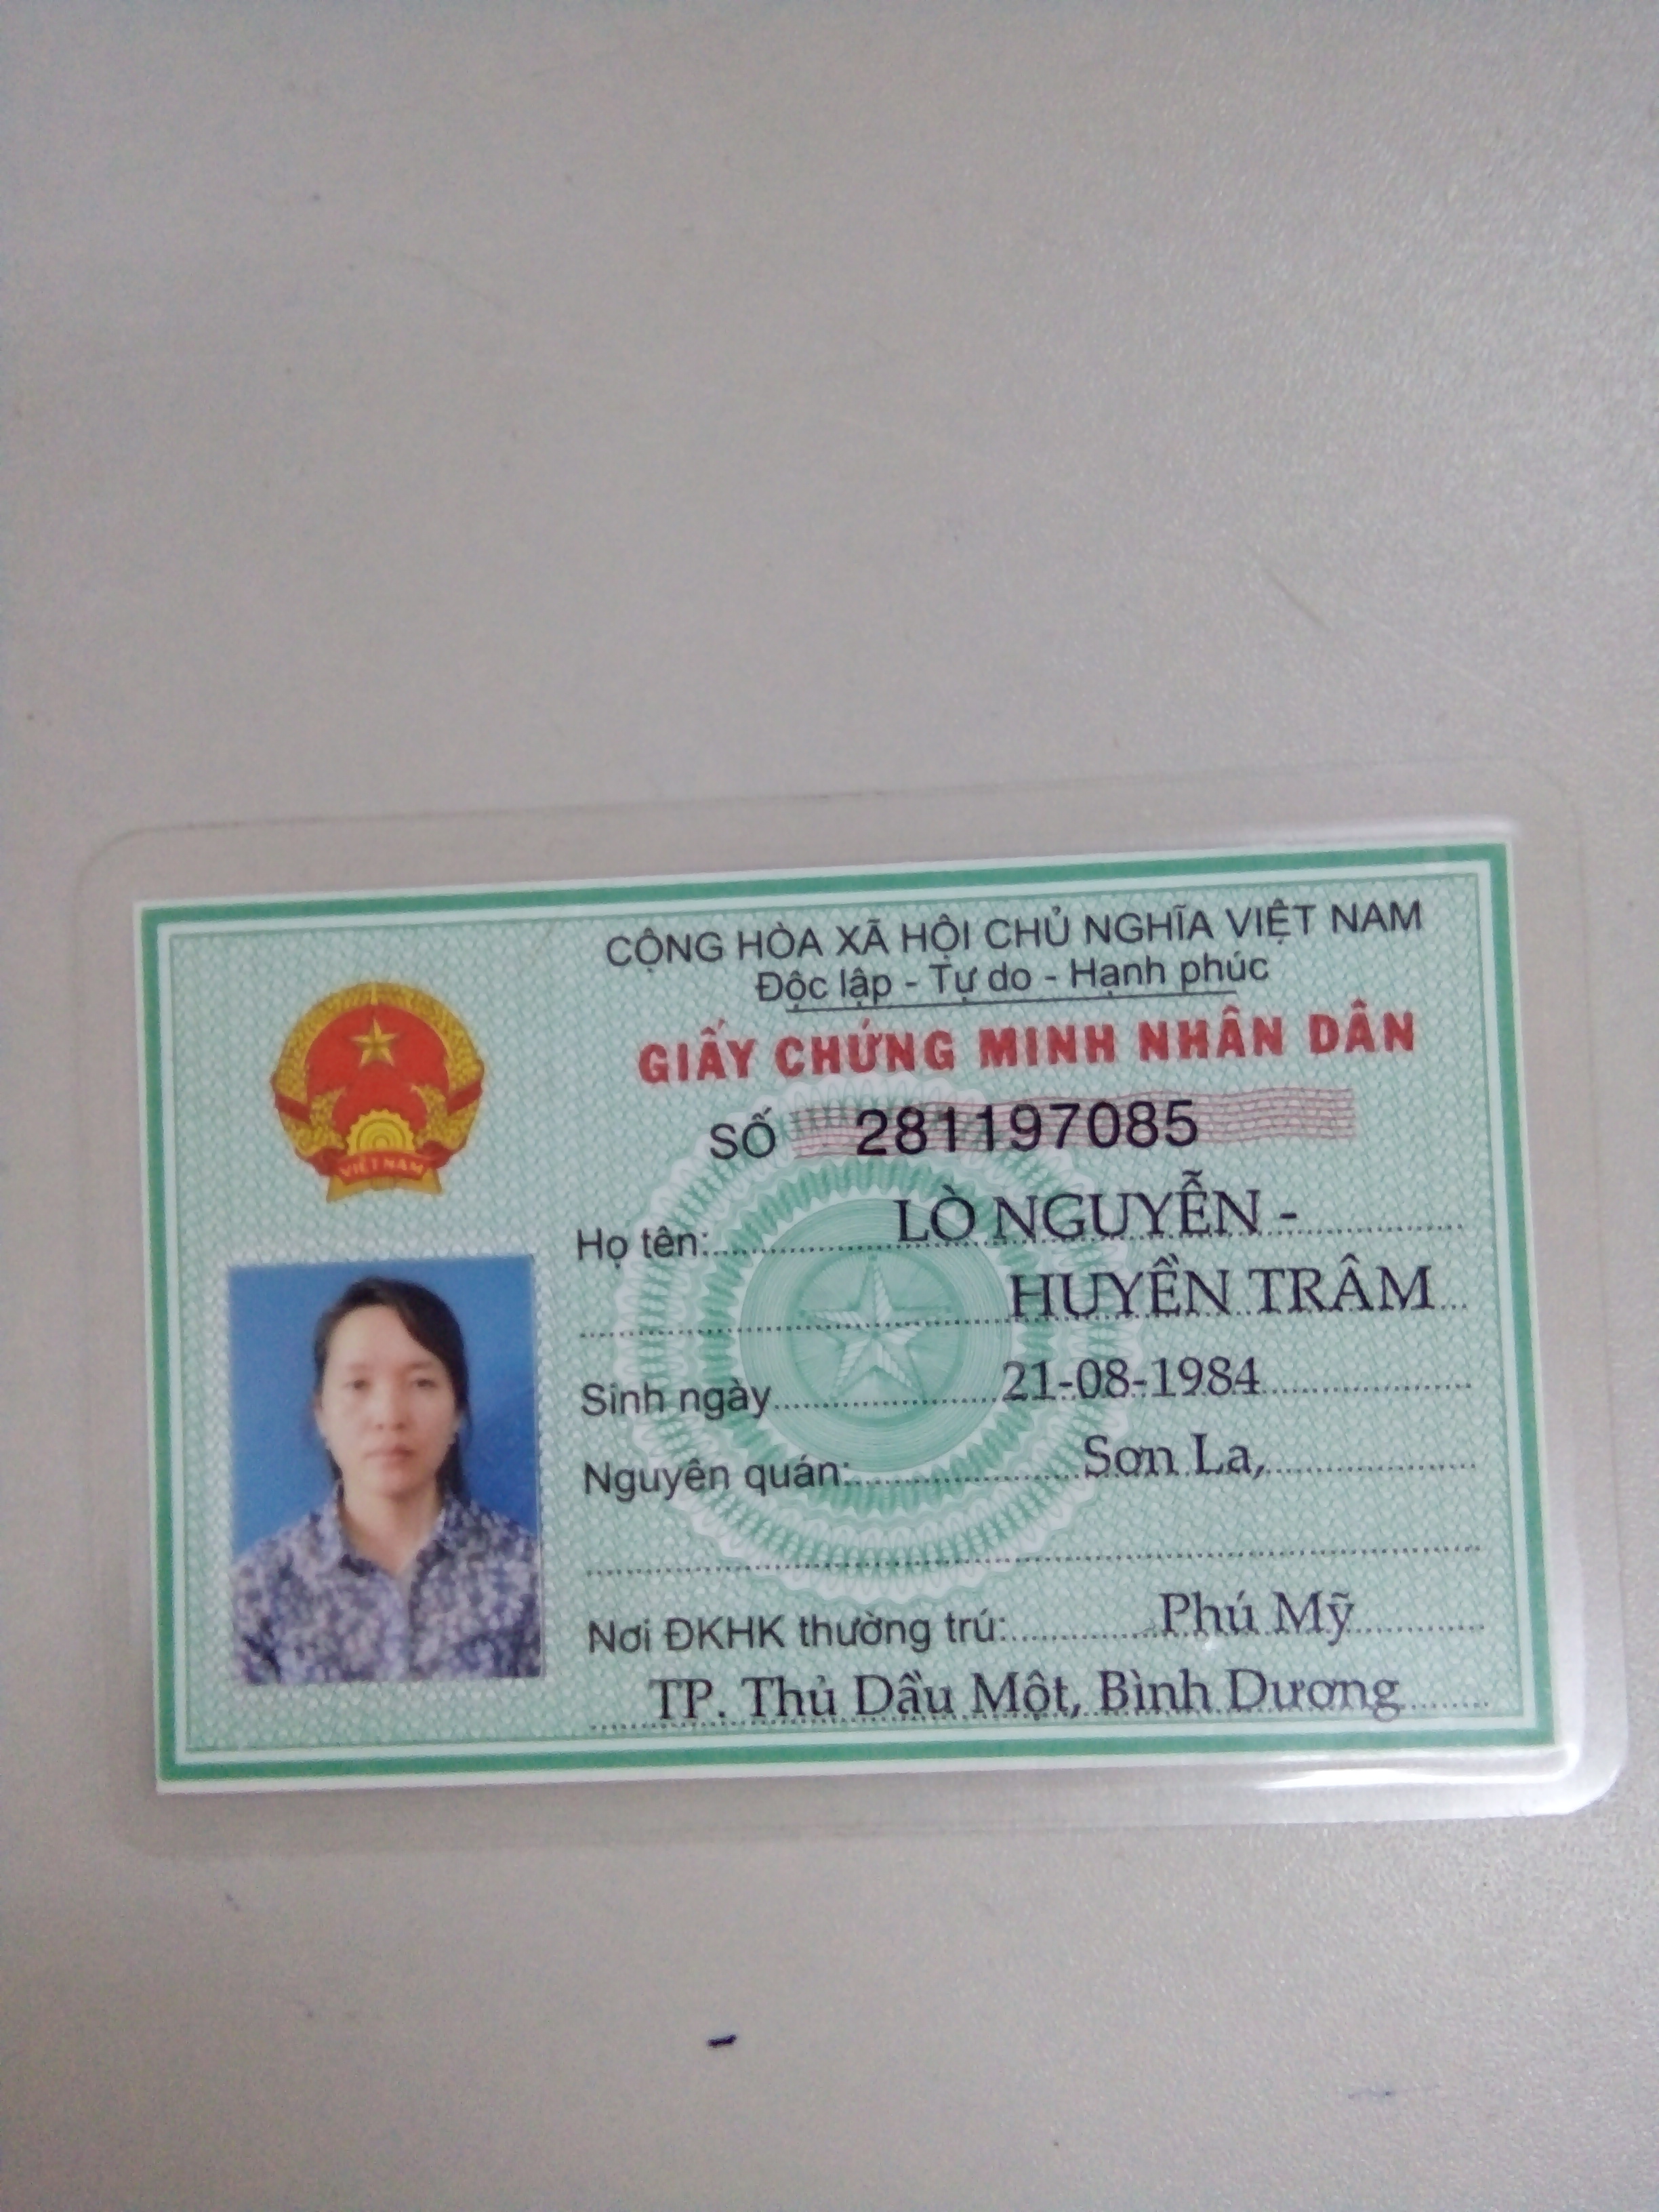 CỘNG HÒA XÃ HỘI CHỦ NGHĨA VIỆT NAM
Độc lập - Tự do - Hạnh phúc
GIẤY CHỨNG MINH NHÂN DÂN
SỐ 281197085
VIỆT NAM
Họ tên: LÒ NGUYỄN -
HUYỀN TRÂM
Sinh ngày 21-08-1984
Nguyên quán: Sơn La,
Nơi ĐKHK thường trú: Phú Mỹ
TP. Thủ Dầu Một, Bình Dương